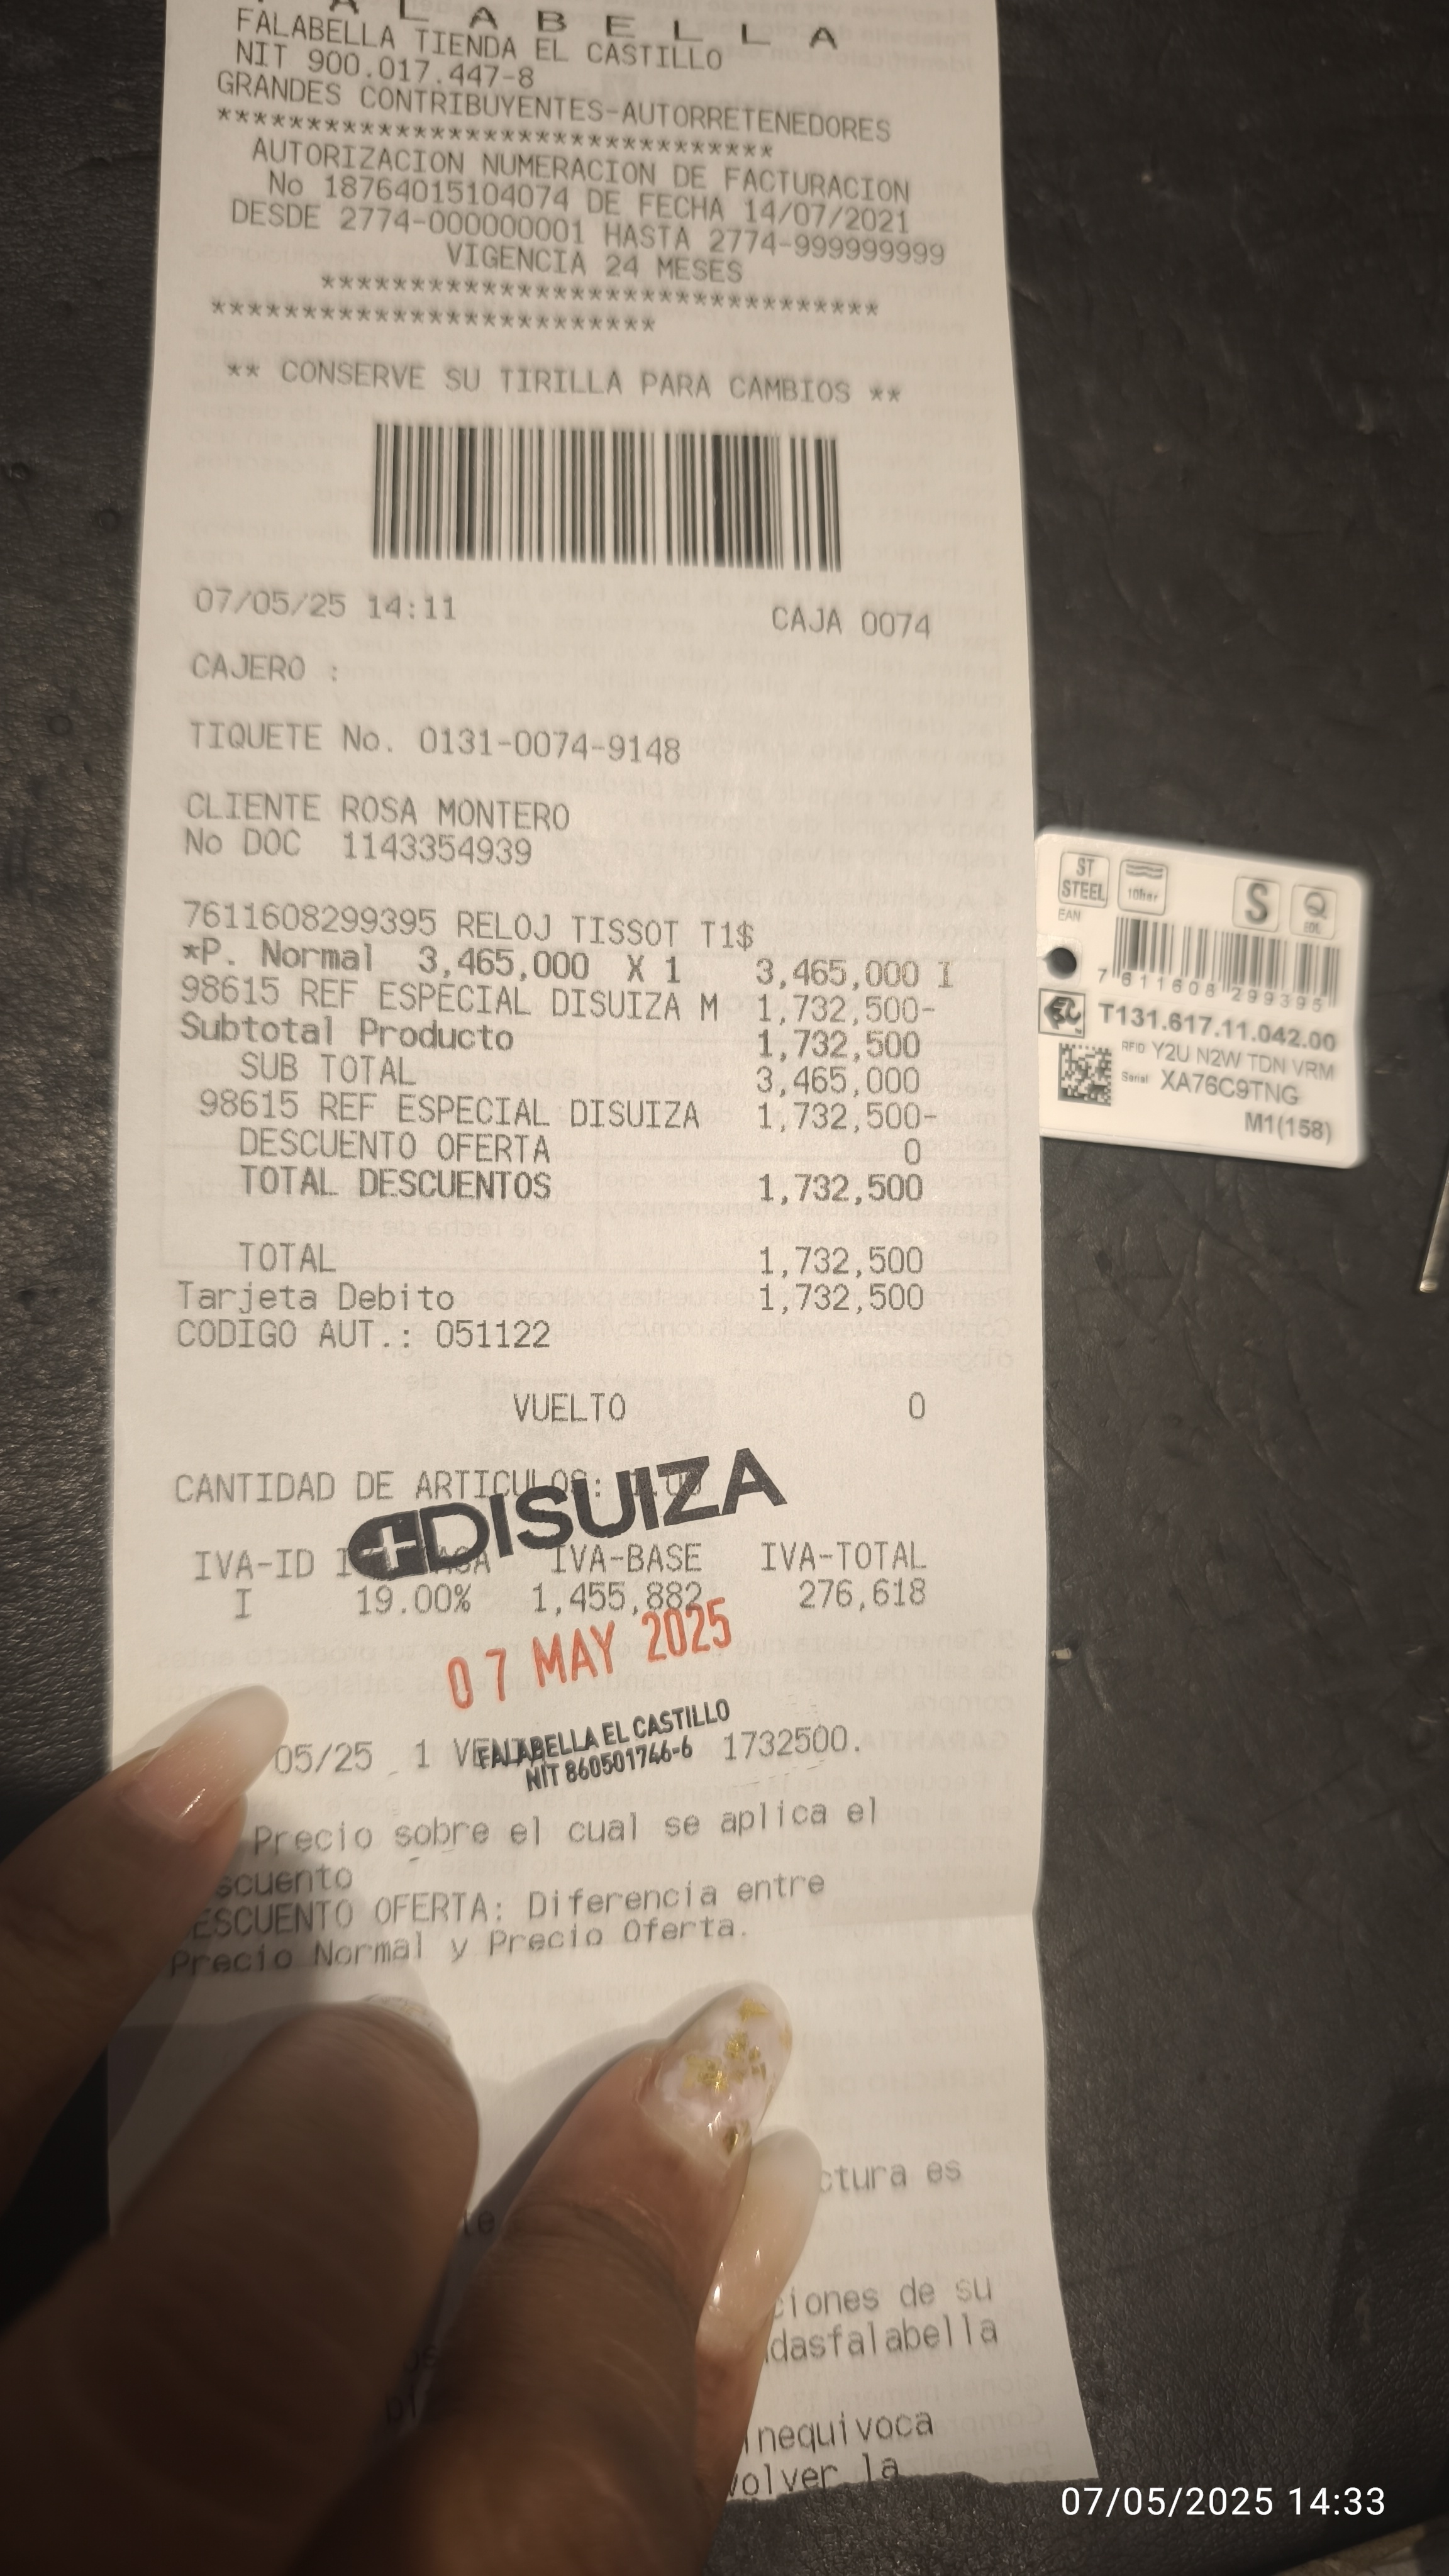 F A L A B E L L A
FALABELLA TIENDA EL CASTILLO
NIT 900.017.447-8
GRANDES CONTRIBUYENTES-AUTORRETENEDORES
*******************************
AUTORIZACION NUMERACION DE FACTURACION
No 18764015104074 DE FECHA 14/07/2021
DESDE 2774-000000001 HASTA 2774-999999999
VIGENCIA 24 MESES
********************************
*************************
** CONSERVE SU TIRILLA PARA CAMBIOS **
07/05/25 14:11 CAJA 0074
CAJERO :
TIQUETE No. 0131-0074-9148
CLIENTE ROSA MONTERO
No DOC 1143354939
7611608299395 RELOJ TISSOT T1$
*P. Normal 3,465,000 X 1 3,465,000 I
98615 REF ESPECIAL DISUIZA M 1,732,500-
Subtotal Producto 1,732,500
SUB TOTAL 3,465,000
98615 REF ESPECIAL DISUIZA 1,732,500-
DESCUENTO OFERTA 0
TOTAL DESCUENTOS 1,732,500
TOTAL 1,732,500
Tarjeta Debito 1,732,500
CODIGO AUT.: 051122
VUELTO 0
CANTIDAD DE ARTICULOS:
DISUIZA
IVA-ID IVA-BASE IVA-TOTAL
I 19.00% 1,455,882 276,618
07 MAY 2025
FALABELLA EL CASTILLO
NIT 860501746-6
05/25 1 1732500.
Precio sobre el cual se aplica el
scuento
ESCUENTO OFERTA: Diferencia entre
Precio Normal y Precio Oferta.
ctura es
ciones de su
dasfalabella
nequivoca
volver la
ST
STEEL
10bar
S
Q
EOL
EAN
7 611608 299395
T131.617.11.042.00
RFID Y2U N2W TDN VRM
Serial XA76C9TNG
M1(158)
07/05/2025 14:33